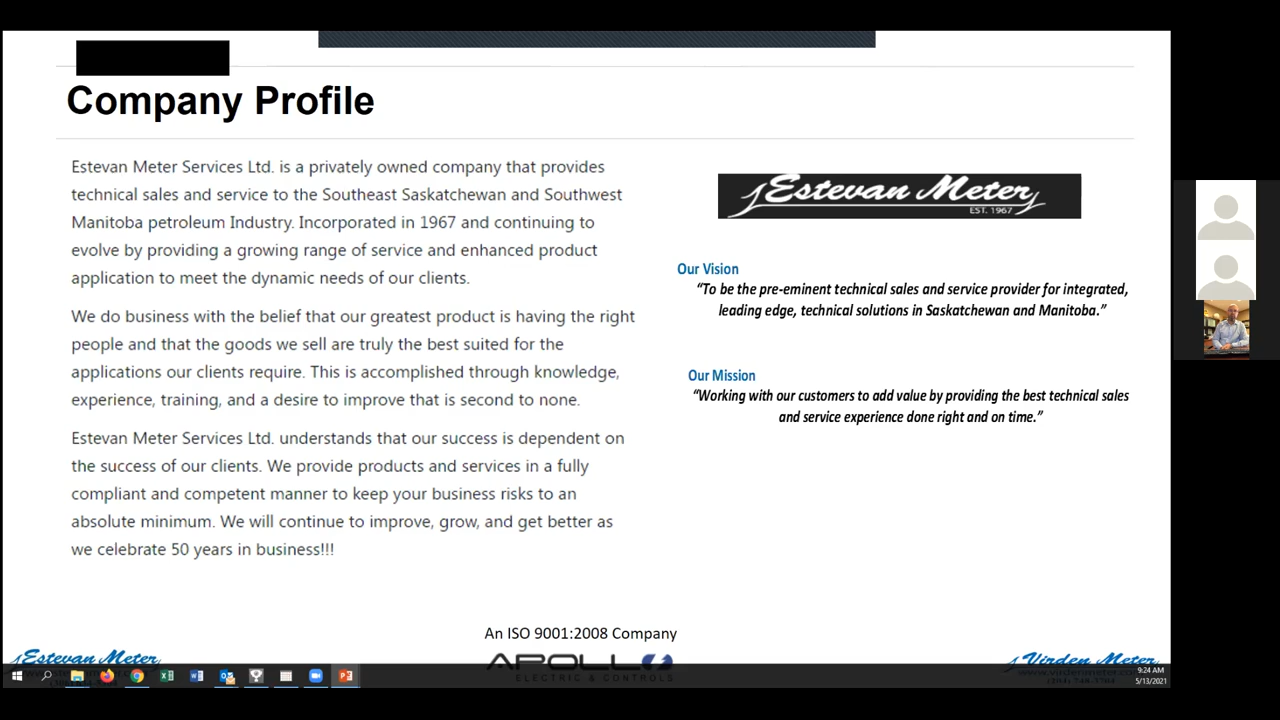 Company Profile
Estevan Meter Services Ltd. is a privately owned company that provides
technical sales and service to the Southeast Saskatchewan and Southwest
Manitoba petroleum Industry. Incorporated in 1967 and continuing to
evolve by providing a growing range of service and enhanced product
application to meet the dynamic needs of our clients.
We do business with the belief that our greatest product is having the right
people and that the goods we sell are truly the best suited for the
applications our clients require. This is accomplished through knowledge,
experience, training, and a desire to improve that is second to none.
Estevan Meter Services Ltd. understands that our success is dependent on
the success of our clients. We provide products and services in a fully
compliant and competent manner to keep your business risks to an
absolute minimum. We will continue to improve, grow, and get better as
we celebrate 50 years in business!!!
Estevan Meter
EST. 1967
Our Vision
“To be the pre-eminent technical sales and service provider for integrated,
leading edge, technical solutions in Saskatchewan and Manitoba.”
Our Mission
“Working with our customers to add value by providing the best technical sales
and service experience done right and on time.”
An ISO 9001:2008 Company
Estevan Meter
APOLLO
ELECTRIC & CONTROLS
Virden Meter
9:24 AM
5/13/2021